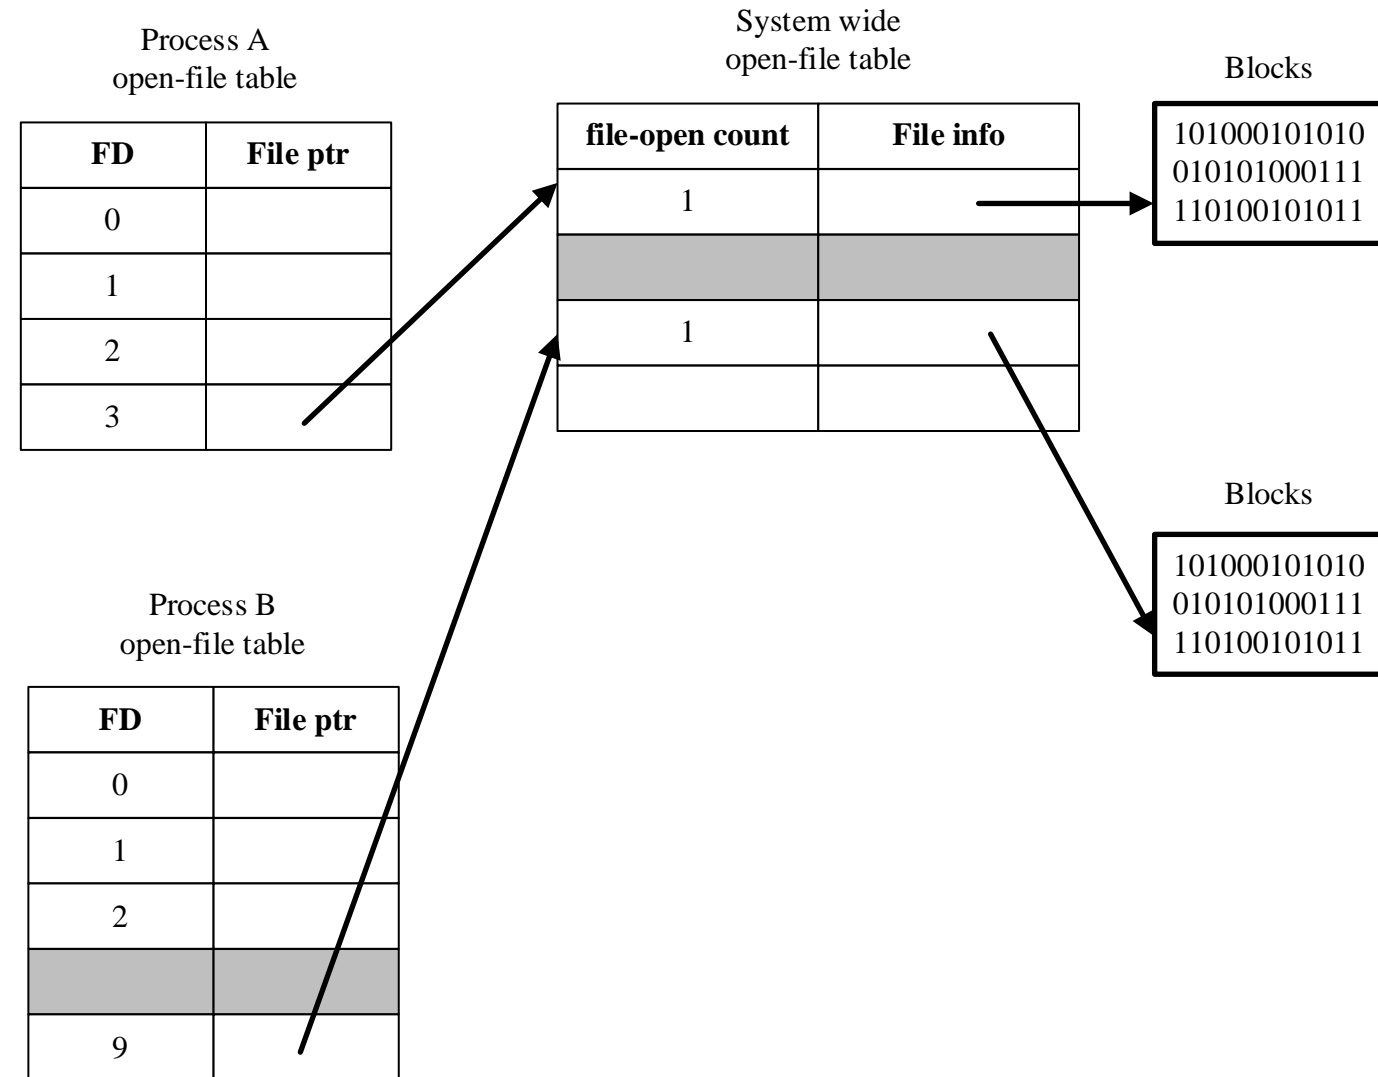 Process A
open-file table
FD File ptr
0
1
2
3
System wide
open-file table
file-open count File info
1
1
Blocks
101000101010
010101000111
110100101011
Blocks
101000101010
010101000111
110100101011
Process B
open-file table
FD File ptr
0
1
2
9